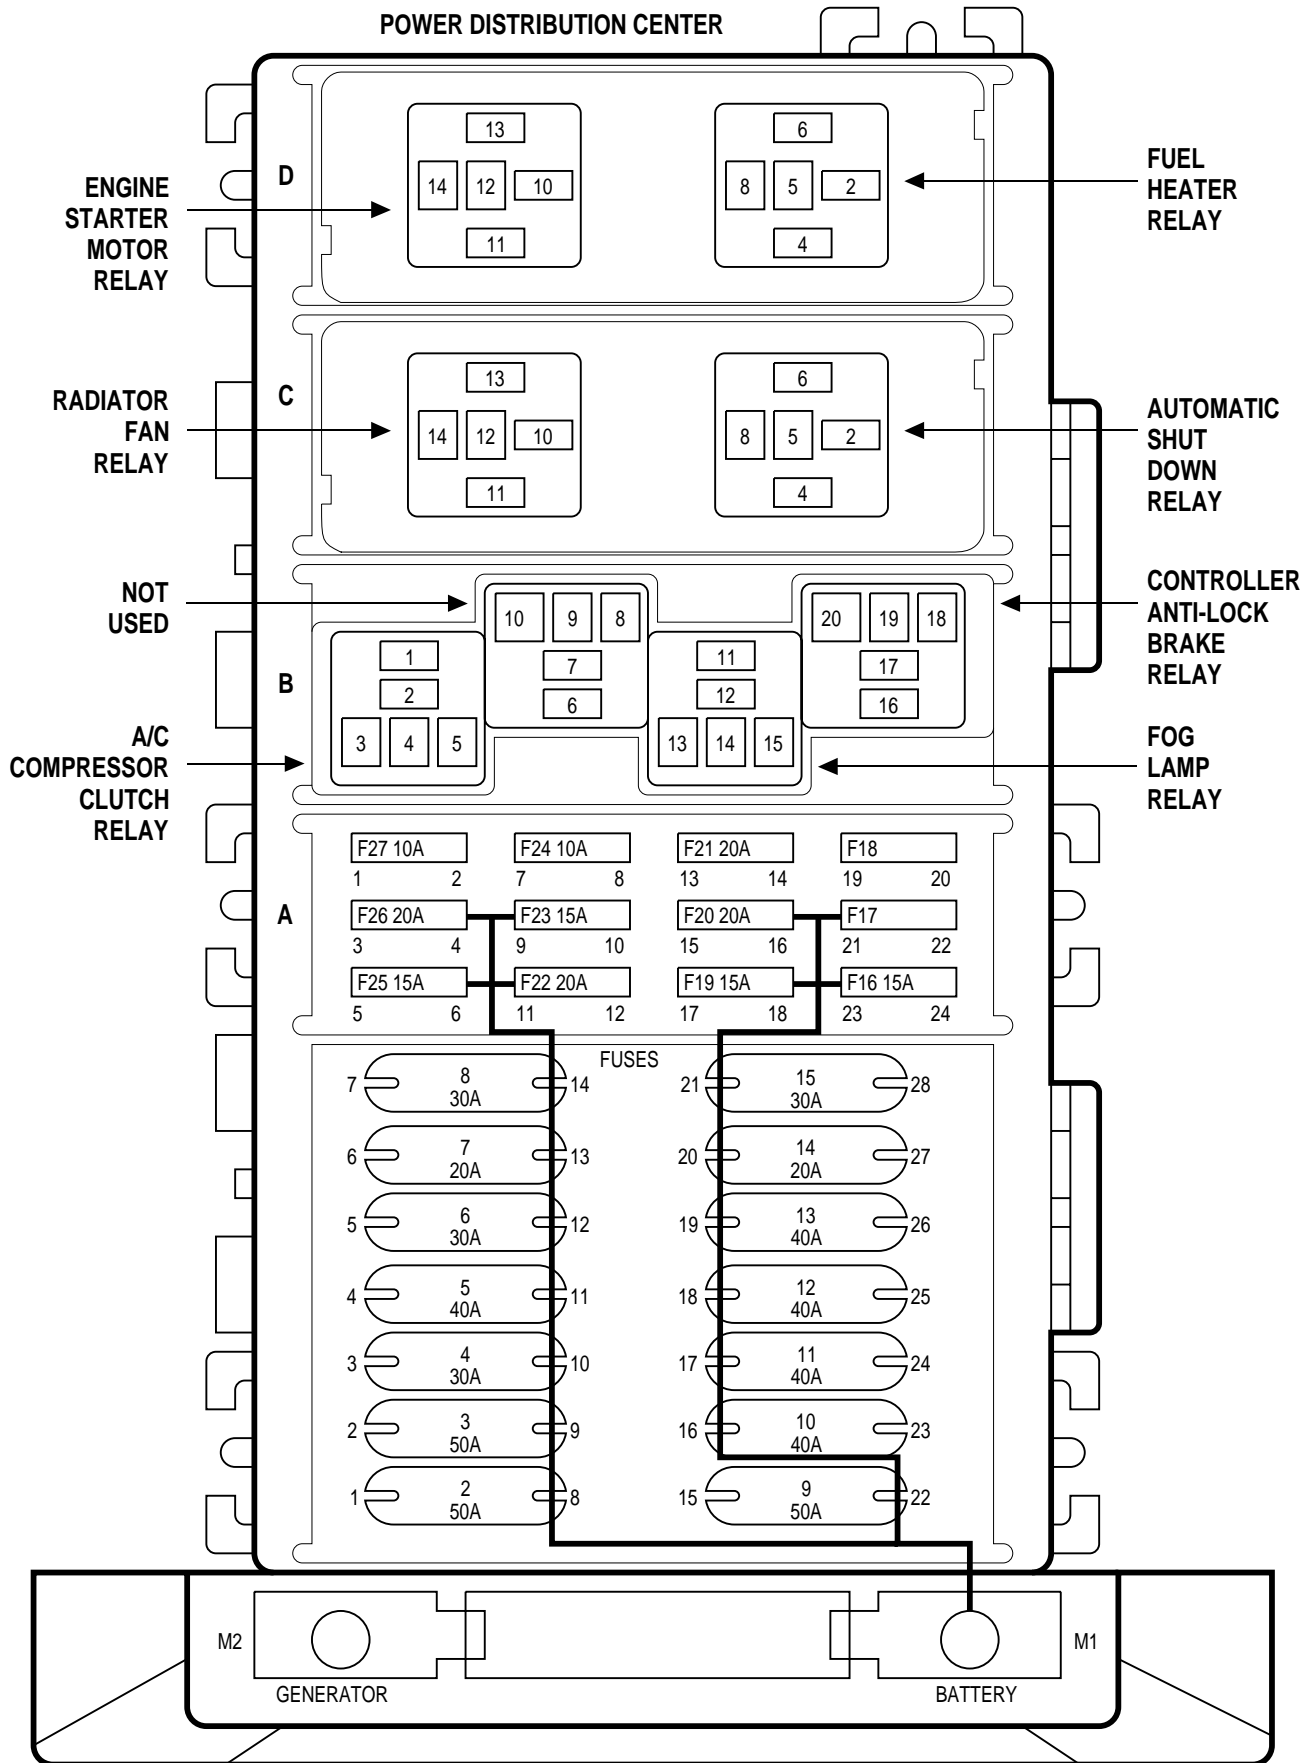 POWER DISTRIBUTION CENTER
D
13
14 12 10
11
6
8 5 2
4
ENGINE
STARTER
MOTOR
RELAY
FUEL
HEATER
RELAY
C
13
14 12 10
11
6
8 5 2
4
RADIATOR
FAN
RELAY
AUTOMATIC
SHUT
DOWN
RELAY
NOT
USED
CONTROLLER
ANTI-LOCK
BRAKE
RELAY
B
10 9 8
7
6
20 19 18
17
16
1
2
3 4 5
11
12
13 14 15
A/C
COMPRESSOR
CLUTCH
RELAY
FOG
LAMP
RELAY
A
F27 10A F24 10A F21 20A F18
1 2 7 8 13 14 19 20
F26 20A F23 15A F20 20A F17
3 4 9 10 15 16 21 22
F25 15A F22 20A F19 15A F16 15A
5 6 11 12 17 18 23 24
FUSES
7 8 14 21 15 28
30A 30A
6 7 13 20 14 27
20A 20A
5 6 12 19 13 26
30A 40A
4 5 11 18 12 25
40A 40A
3 4 10 17 11 24
30A 40A
2 3 9 16 10 23
50A 40A
1 2 8 15 9 22
50A 50A
M2 M1
GENERATOR BATTERY